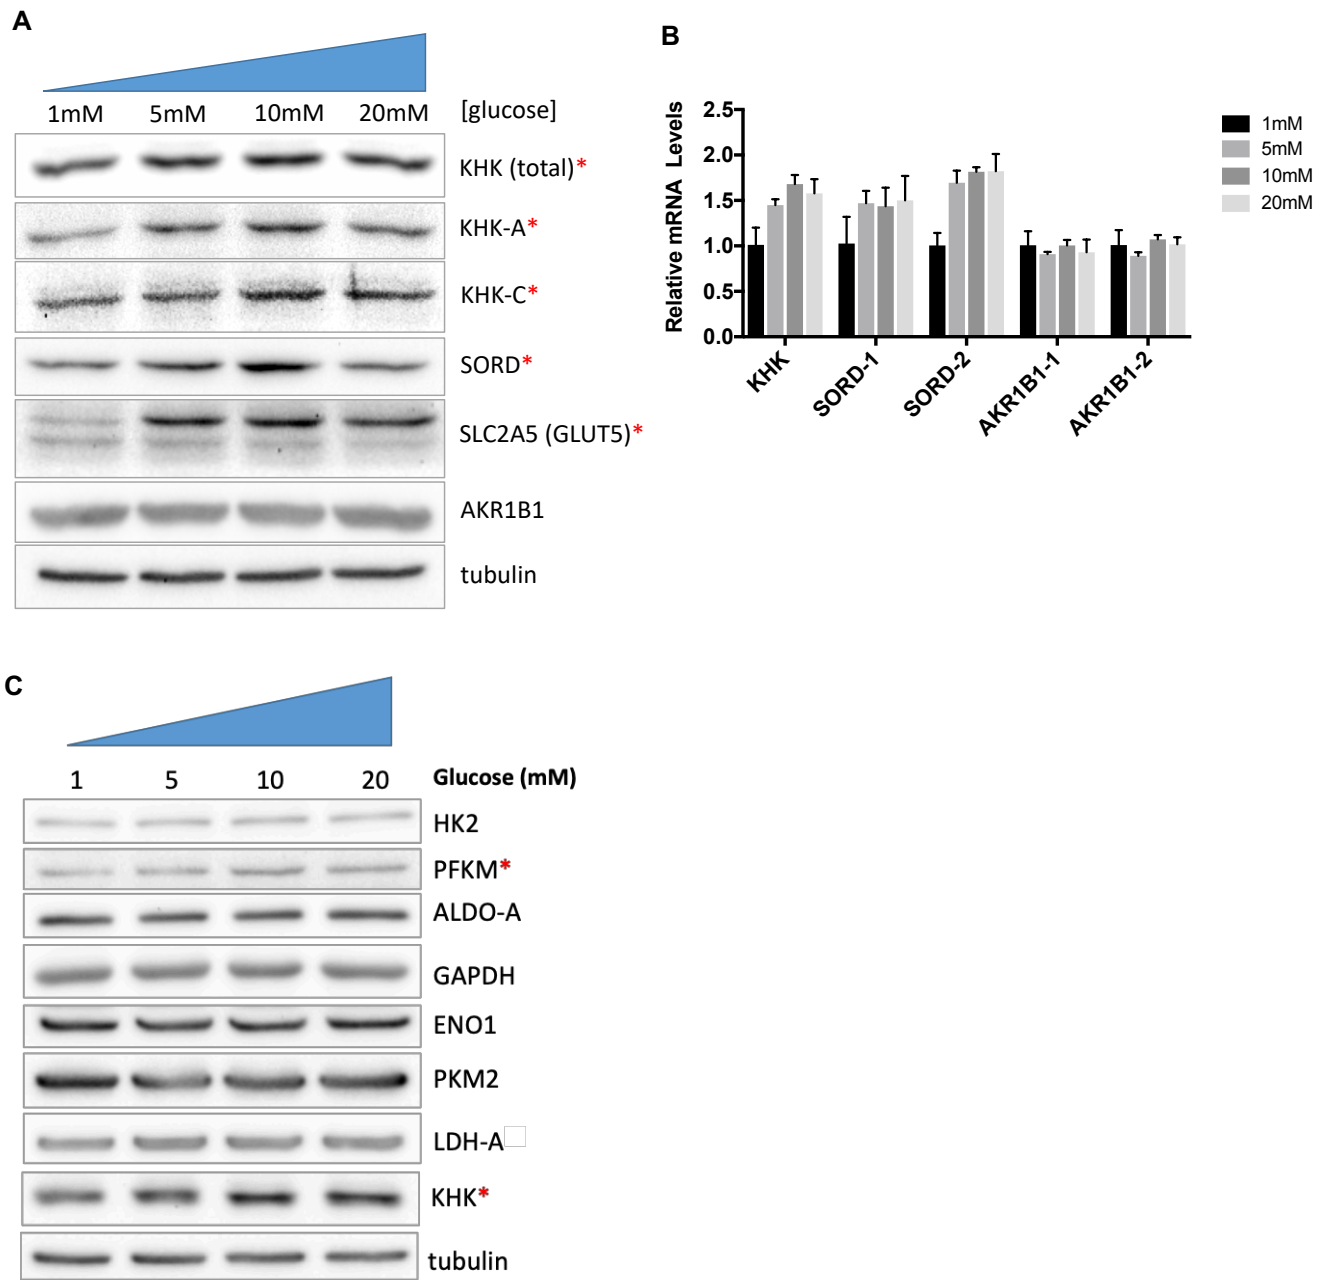 A
1mM 5mM 10mM 20mM [glucose]
KHK (total)*
KHK-A*
KHK-C*
SORD*
SLC2A5 (GLUT5)*
AKR1B1
tubulin
B
Relative mRNA Levels
2.5
2.0
1.5
1.0
0.5
0.0
KHK
SORD-1
SORD-2
AKR1B1-1
AKR1B1-2
1mM
5mM
10mM
20mM
C
1 5 10 20 Glucose (mM)
HK2
PFKM*
ALDO-A
GAPDH
ENO1
PKM2
LDH-A
KHK*
tubulin